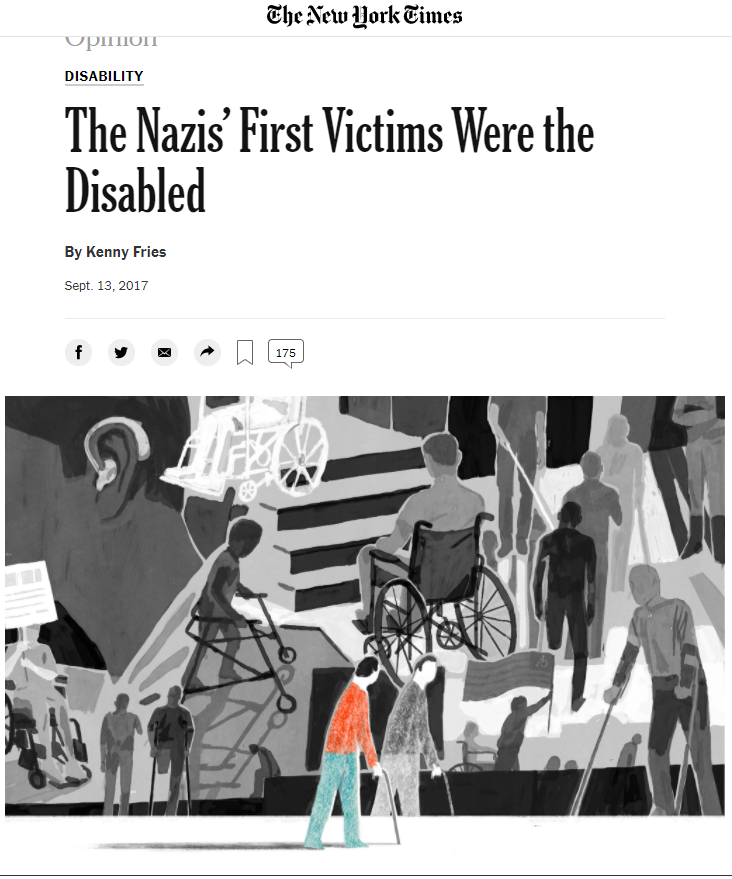 The New York Times
Opinion
DISABILITY
The Nazis’ First Victims Were the
Disabled
By Kenny Fries
Sept. 13, 2017
175